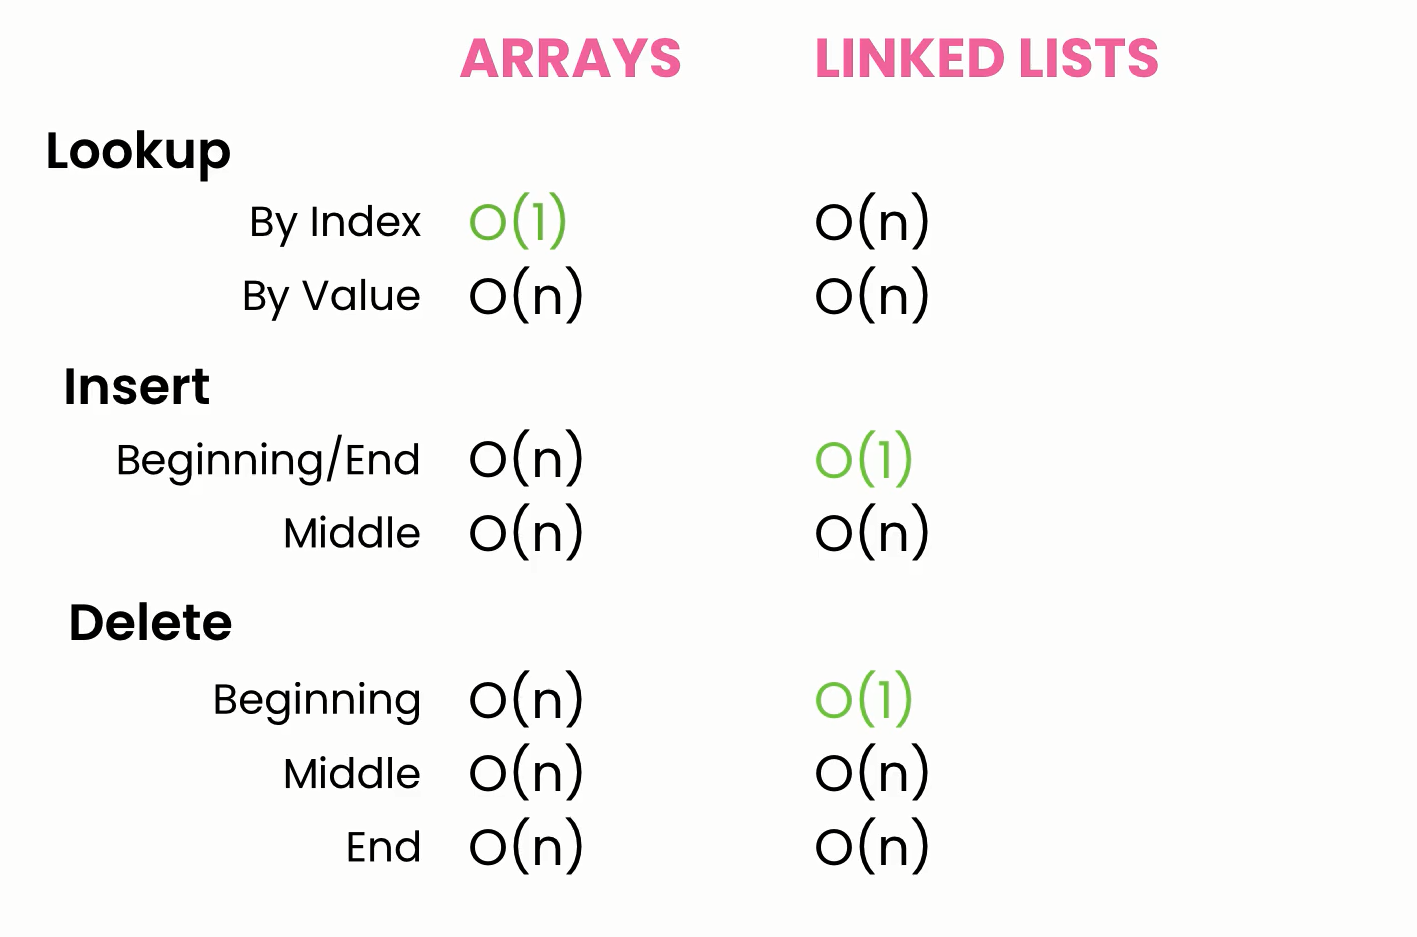 ARRAYS LINKED LISTS
Lookup
By Index O(1) O(n)
By Value O(n) O(n)
Insert
Beginning/End O(n) O(1)
Middle O(n) O(n)
Delete
Beginning O(n) O(1)
Middle O(n) O(n)
End O(n) O(n)